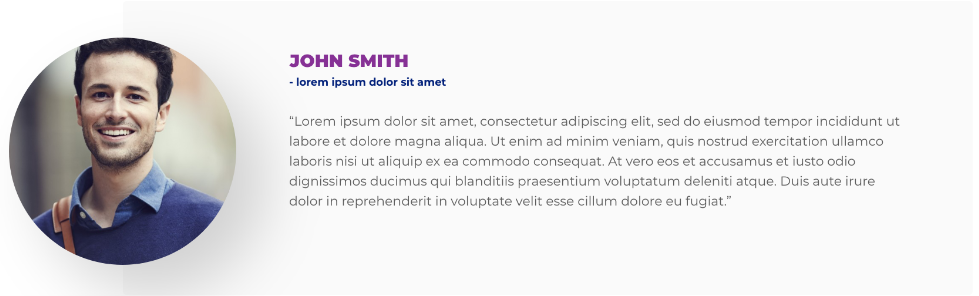 JOHN SMITH
- lorem ipsum dolor sit amet
“Lorem ipsum dolor sit amet, consectetur adipiscing elit, sed do eiusmod tempor incididunt ut
labore et dolore magna aliqua. Ut enim ad minim veniam, quis nostrud exercitation ullamco
laboris nisi ut aliquip ex ea commodo consequat. At vero eos et accusamus et iusto odio
dignissimos ducimus qui blanditiis praesentium voluptatum deleniti atque. Duis aute irure
dolor in reprehenderit in voluptate velit esse cillum dolore eu fugiat.”